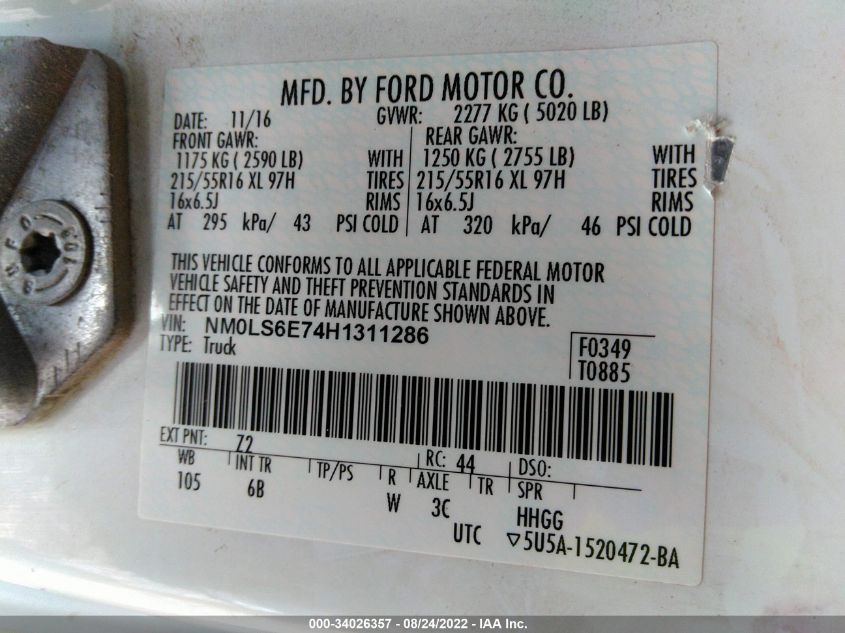 MFD. BY FORD MOTOR CO.
DATE: 11/16 GVWR: 2277 KG ( 5020 LB)
FRONT GAWR: REAR GAWR:
1175 KG ( 2590 LB) WITH 1250 KG ( 2755 LB) WITH
215/55R16 XL 97H TIRES 215/55R16 XL 97H TIRES
16x6.5J RIMS 16x6.5J RIMS
AT 295 kPa/ 43 PSI COLD AT 320 kPa/ 46 PSI COLD
THIS VEHICLE CONFORMS TO ALL APPLICABLE FEDERAL MOTOR
VEHICLE SAFETY AND THEFT PREVENTION STANDARDS IN
EFFECT ON THE DATE OF MANUFACTURE SHOWN ABOVE.
VIN: NM0LS6E74H1311286
TYPE: Truck
F0349
T0885
EXT PNT: Z2 RC: 44 DSO:
WB INT TR TP/PS R AXLE TR SPR
105 6B W 3C HHGG
UTC ▽5U5A-1520472-BA
000-34026357 - 08/24/2022 - IAA Inc.